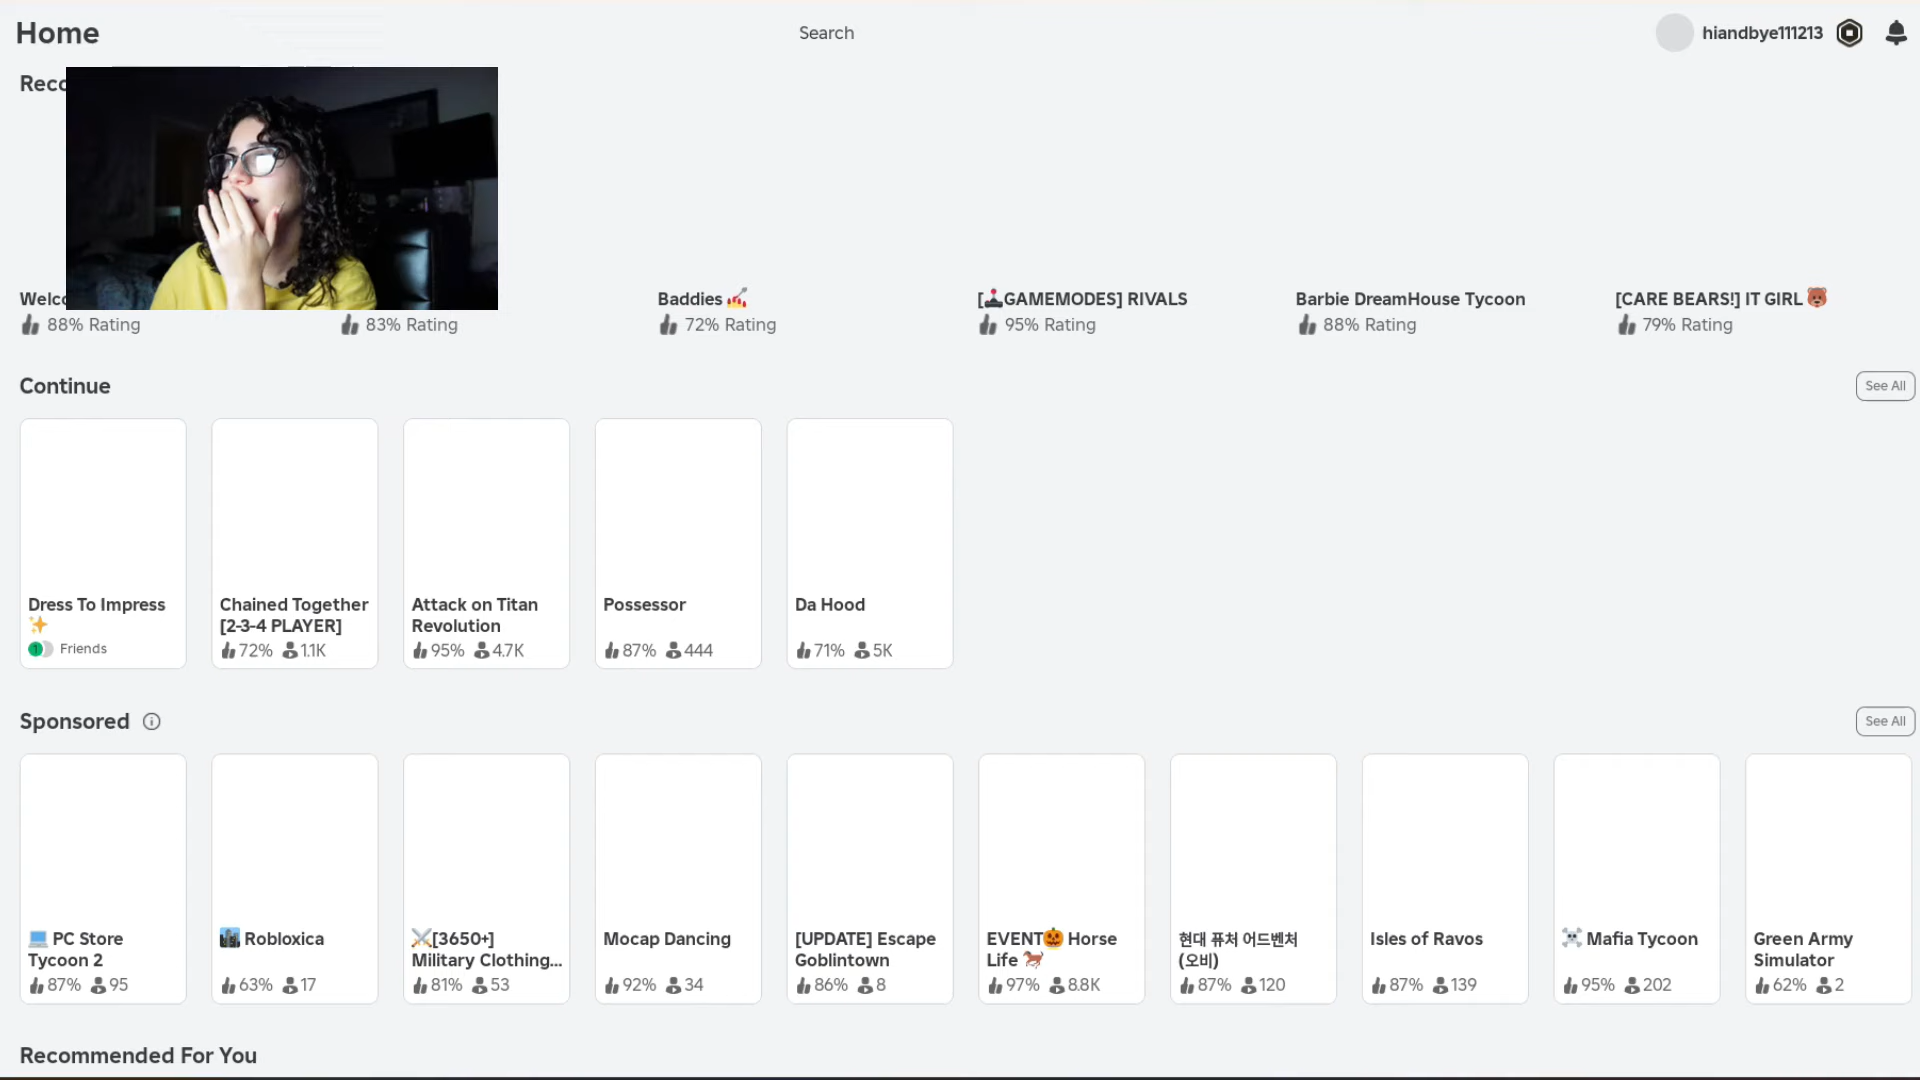 Home
Search
hiandbye111213
Reco
Welco
88% Rating
83% Rating
Baddies 💅
72% Rating
[🕹️GAMEMODES] RIVALS
95% Rating
Barbie DreamHouse Tycoon
88% Rating
[CARE BEARS!] IT GIRL 🐻
79% Rating
Continue
See All
Dress To Impress
✨
1 Friends
Chained Together
[2-3-4 PLAYER]
72% 1.1K
Attack on Titan
Revolution
95% 4.7K
Possessor
87% 444
Da Hood
71% 5K
Sponsored
See All
💻 PC Store
Tycoon 2
87% 95
🏙️ Robloxica
63% 17
⚔️[3650+]
Military Clothing...
81% 53
Mocap Dancing
92% 34
[UPDATE] Escape
Goblintown
86% 8
EVENT🎃 Horse
Life 🐎
97% 8.8K
현대 퓨처 어드벤처
(오비)
87% 120
Isles of Ravos
87% 139
☠️ Mafia Tycoon
95% 202
Green Army
Simulator
62% 2
Recommended For You